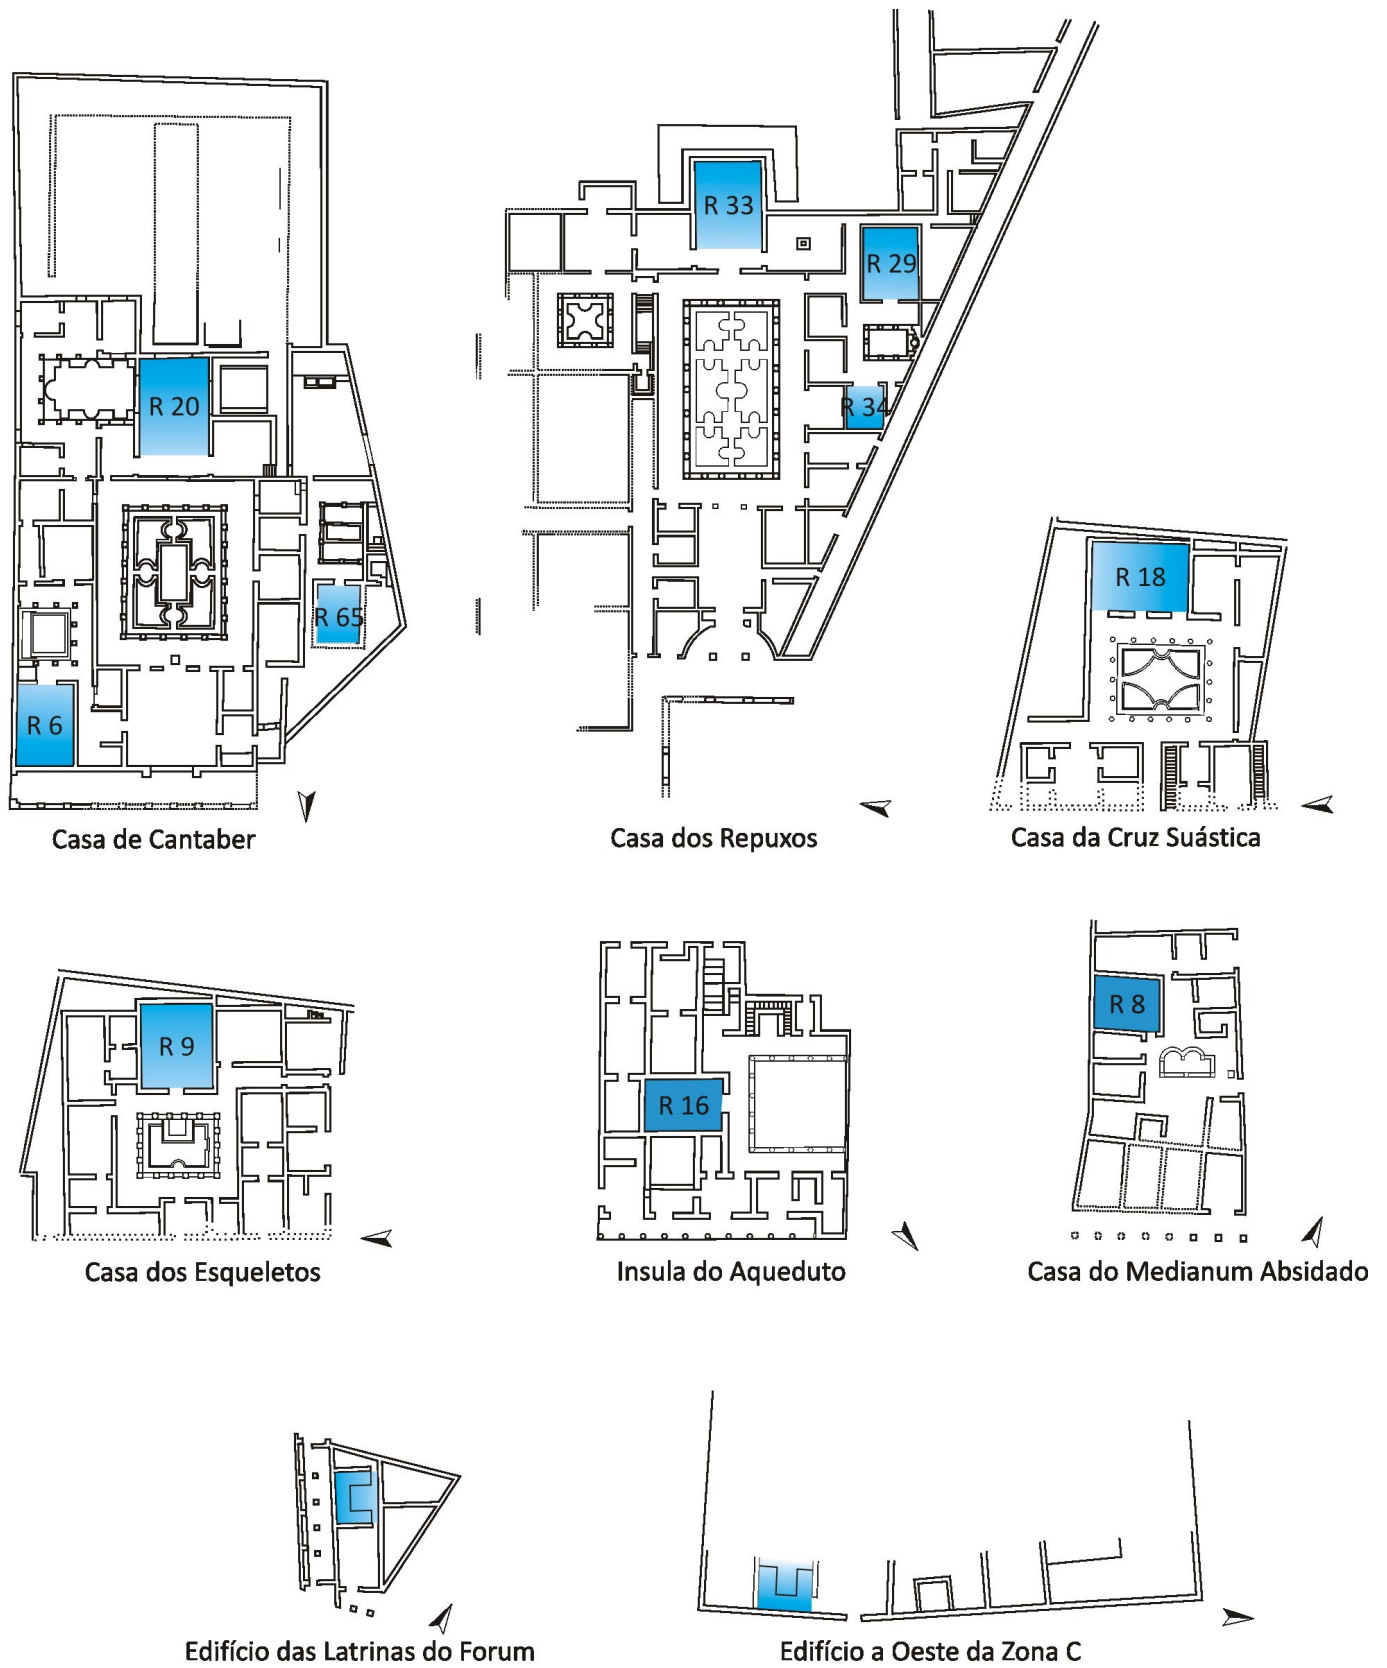 R 33
R 29
R 20
R 34
R 18
R 65
R 6
Casa de Cantaber
Casa dos Repuxos
Casa da Cruz Suástica
R 9
R 16
R 8
Casa dos Esqueletos
Insula do Aqueduto
Casa do Medianum Absidado
Edifício das Latrinas do Forum
Edifício a Oeste da Zona C